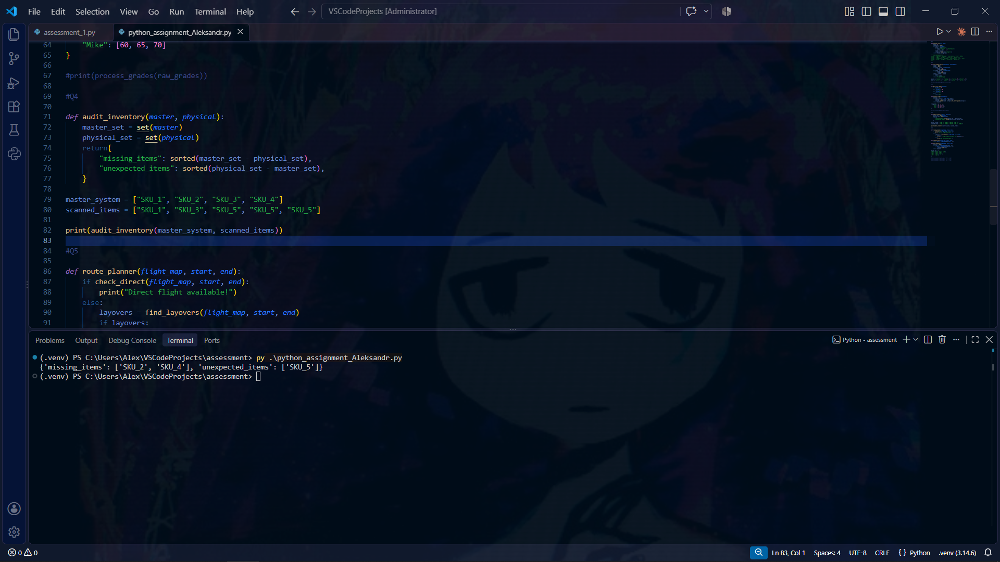 File Edit Selection View Go Run Terminal Help
VSCodeProjects [Administrator]
assessment_1.py
python_assignment_Aleksandr.py
64 "Mike": [60, 65, 70]
65 }
66
67 #print(process_grades(raw_grades))
68
69 #Q4
70
71 def audit_inventory(master, physical):
72 master_set = set(master)
73 physical_set = set(physical)
74 return{
75 "missing_items": sorted(master_set - physical_set),
76 "unexpected_items": sorted(physical_set - master_set),
77 }
78
79 master_system = ["SKU_1", "SKU_2", "SKU_3", "SKU_4"]
80 scanned_items = ["SKU_1", "SKU_3", "SKU_5", "SKU_5", "SKU_5"]
81
82 print(audit_inventory(master_system, scanned_items))
83
84 #Q5
85
86 def route_planner(flight_map, start, end):
87 if check_direct(flight_map, start, end):
88 print("Direct flight available!")
89 else:
90 layovers = find_layovers(flight_map, start, end)
91 if layovers:
Problems Output Debug Console Terminal Ports
Python - assessment
(.venv) PS C:\Users\Alex\VSCodeProjects\assessment> py .\python_assignment_Aleksandr.py
{'missing_items': ['SKU_2', 'SKU_4'], 'unexpected_items': ['SKU_5']}
(.venv) PS C:\Users\Alex\VSCodeProjects\assessment>
0 0
Ln 83, Col 1 Spaces: 4 UTF-8 CRLF {} Python .venv (3.14.6)